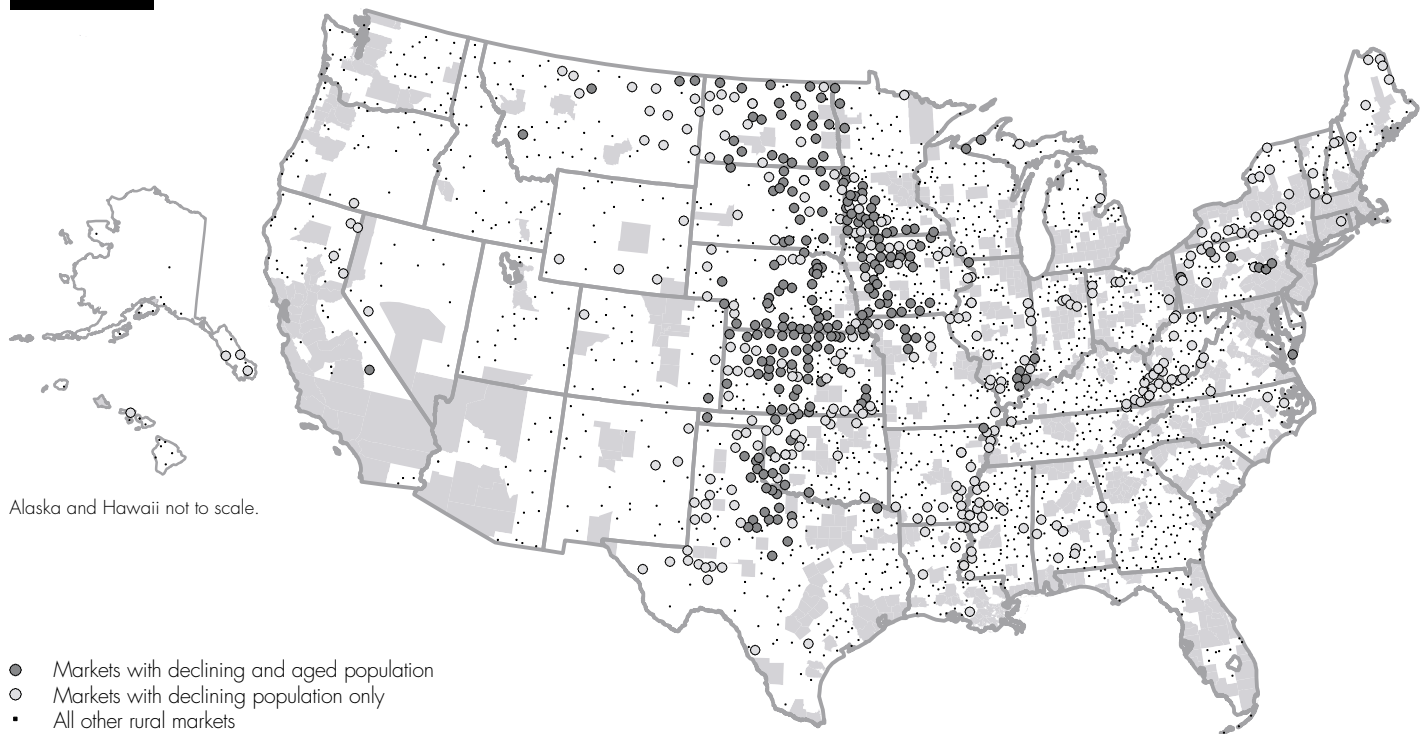 Alaska and Hawaii not to scale.
Markets with declining and aged population
Markets with declining population only
All other rural markets